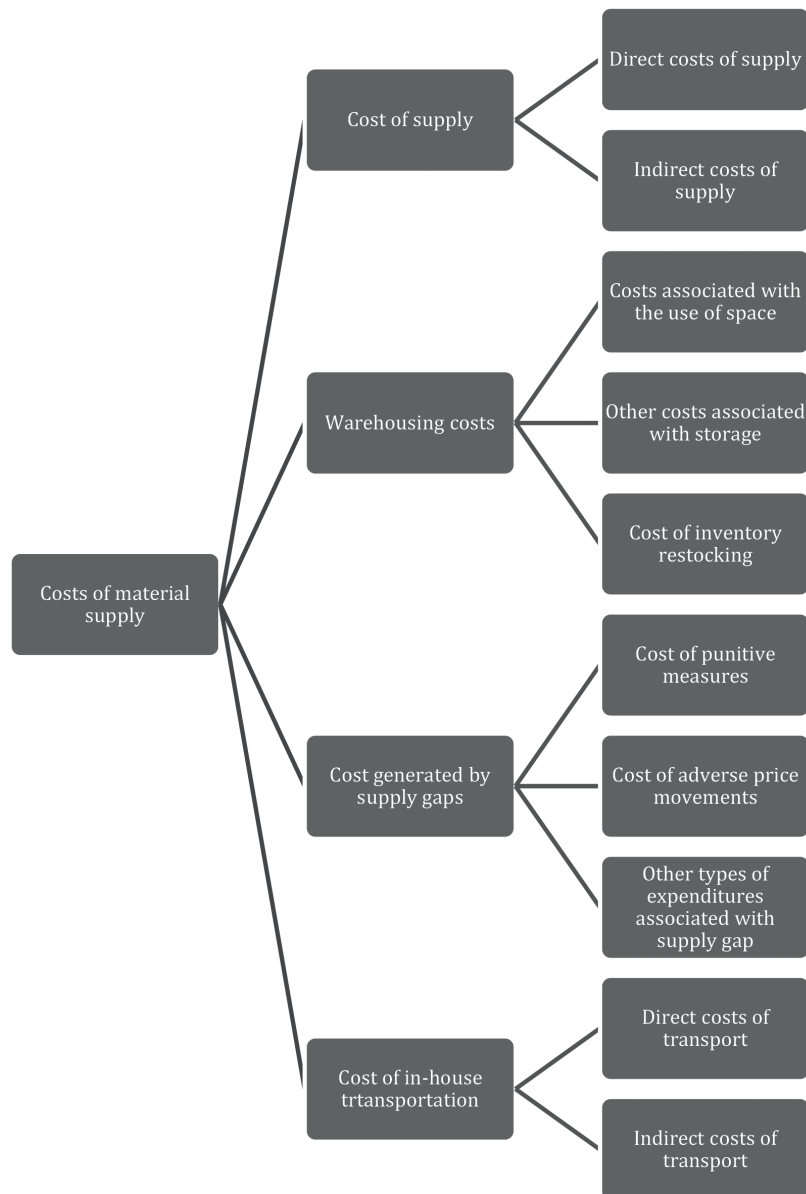 Costs of material
supply
Cost of supply
Direct costs of supply
Indirect costs of
supply
Warehousing costs
Costs associated with
the use of space
Other costs associated
with storage
Cost of inventory
restocking
Cost generated by
supply gaps
Cost of punitive
measures
Cost of adverse price
movements
Other types of
expenditures
associated with
supply gap
Cost of in-house
trtansportation
Direct costs of
transport
Indirect costs of
transport